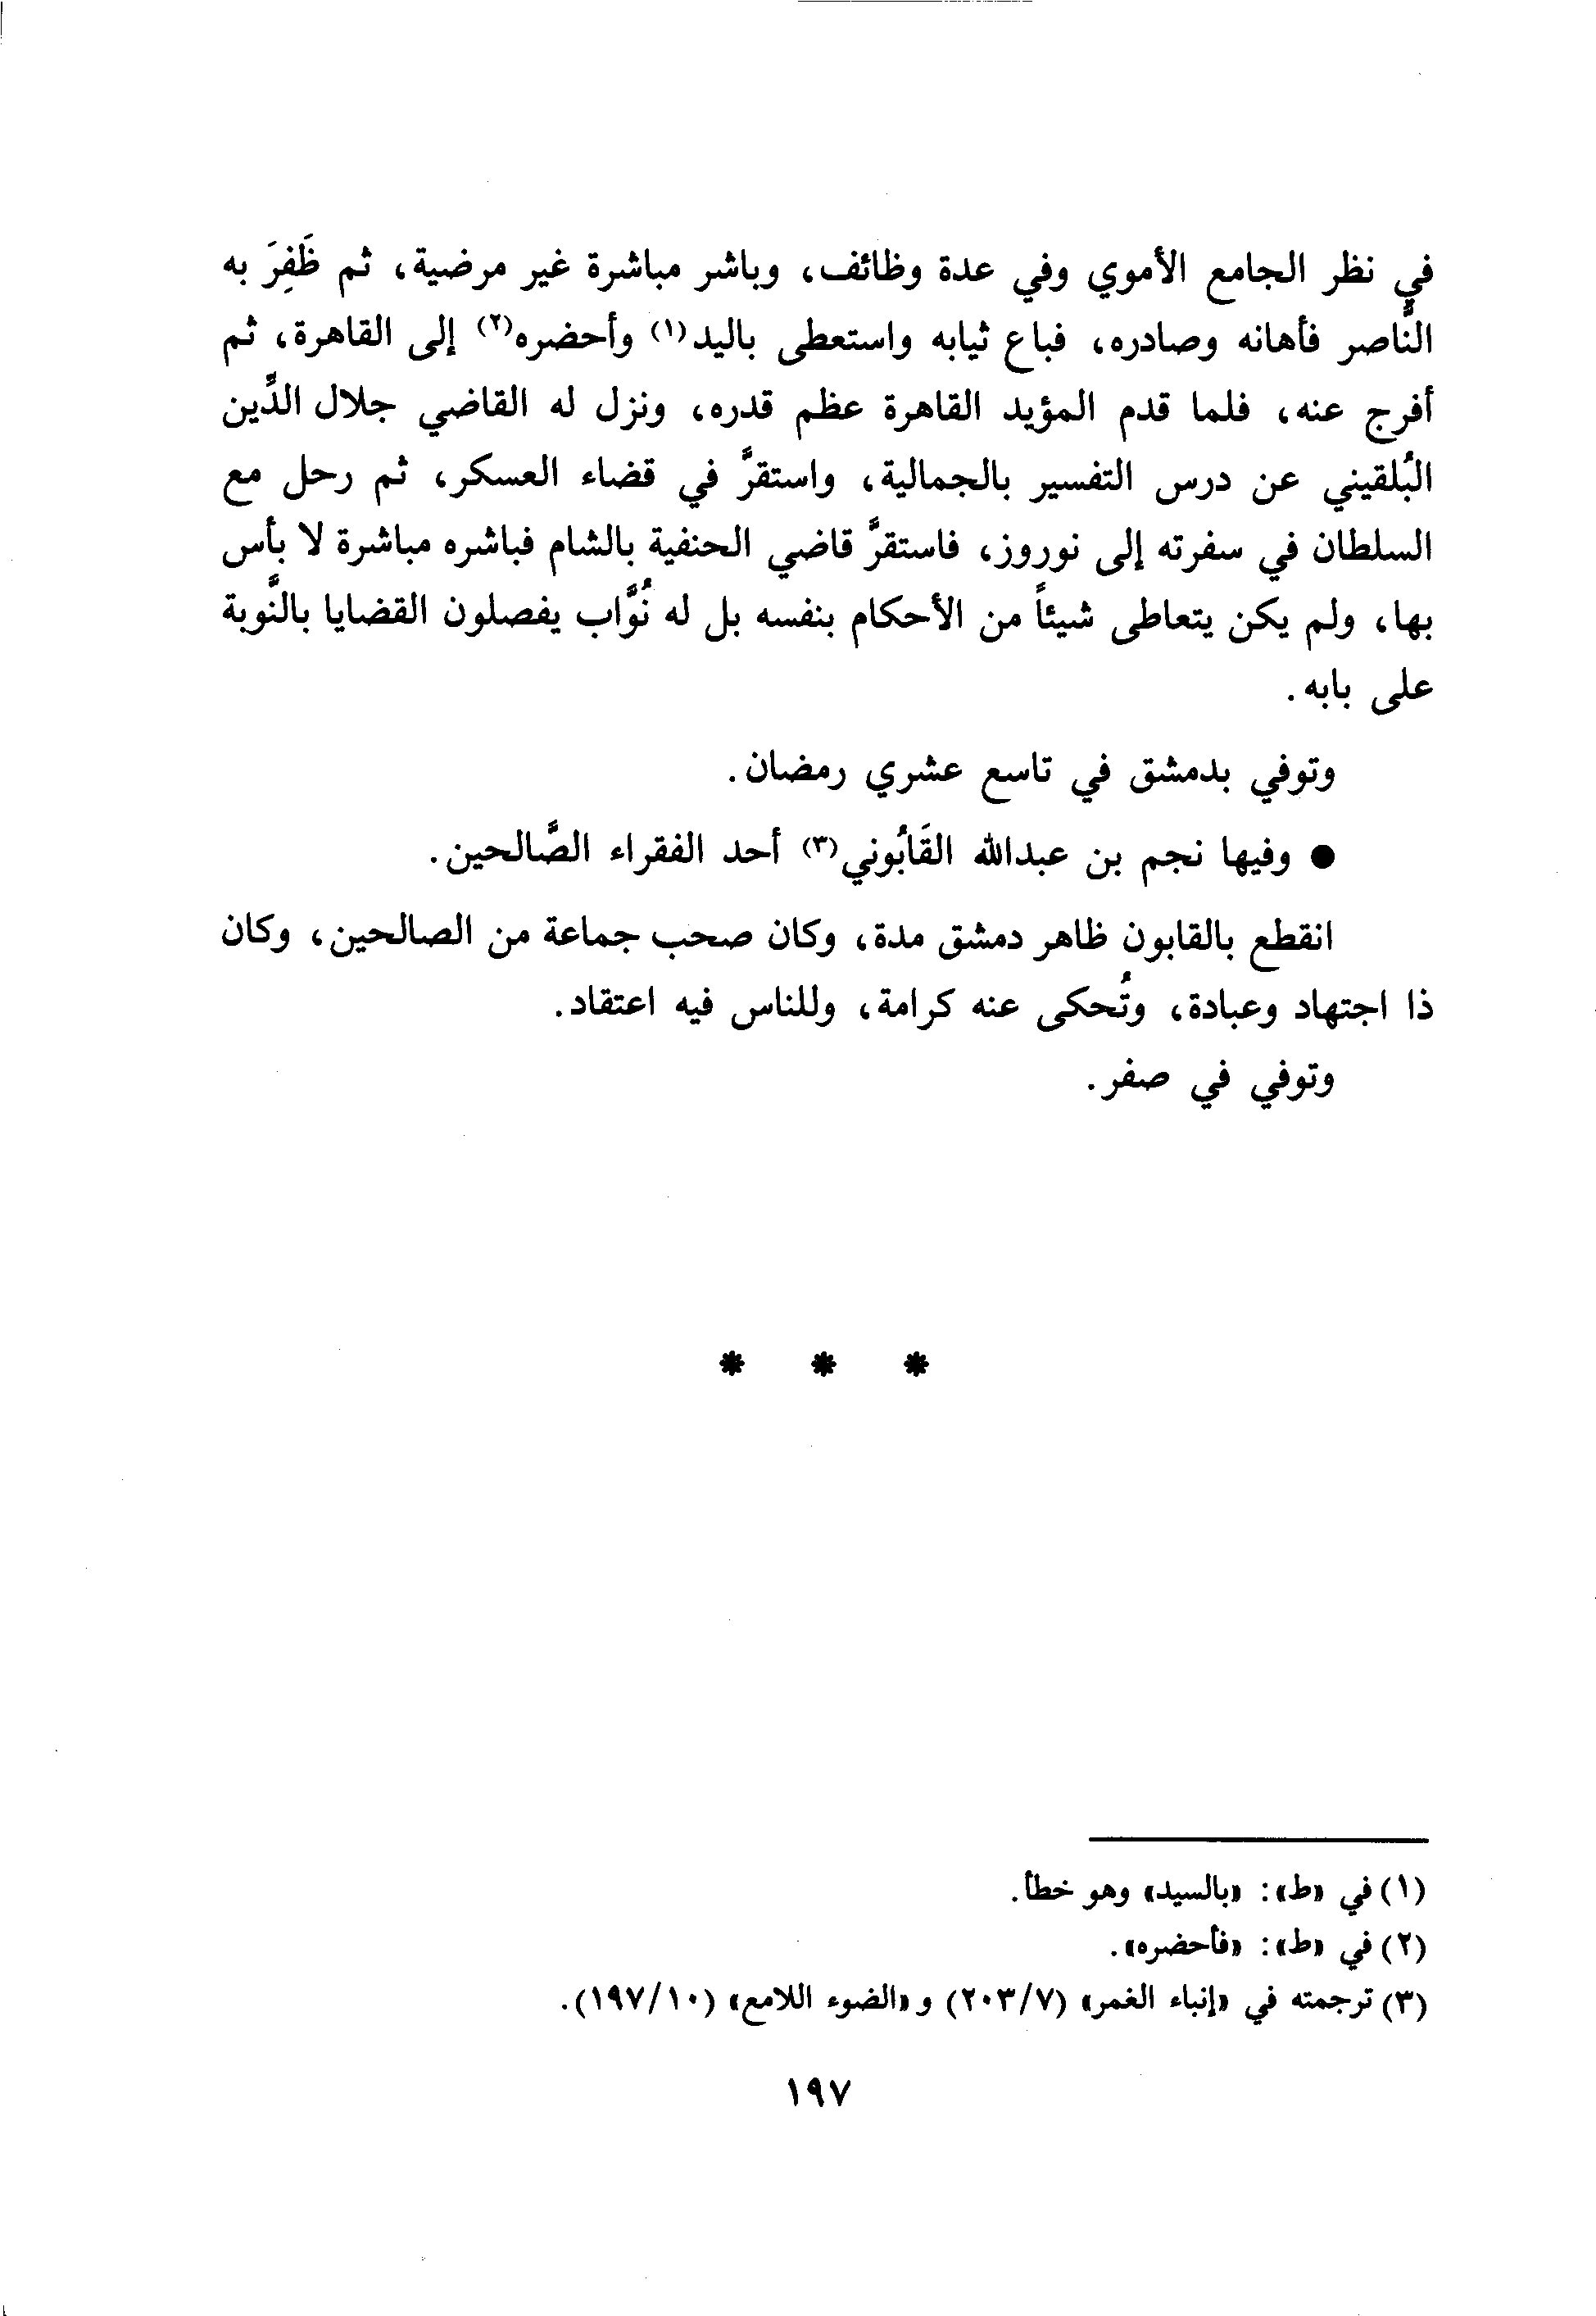 في نظر الجامع الأموي وفي عدة وظائف، وباشر مباشرة غير مرضية، ثم ظَفِرَ به
النَّاصر فأهانه وصادره، فباع ثيابه واستعطى باليد(١) وأحضره(٢) إلى القاهرة، ثم
أفرج عنه، فلما قدم المؤيد القاهرة عظم قدره، ونزل له القاضي جلال الدِّين
البُلقيني عن درس التفسير بالجمالية، واستقرَّ في قضاء العسكر، ثم رحل مع
السلطان في سفرته إلى نوروز، فاستقرَّ قاضي الحنفية بالشام فباشره مباشرة لا بأس
بها، ولم يكن يتعاطى شيئاً من الأحكام بنفسه بل له نُوَّاب يفصلون القضايا بالنَّوبة
على بابه.
وتوفي بدمشق في تاسع عشري رمضان.
● وفيها نجم بن عبدالله القَابُوني(٣) أحد الفقراء الصَّالحين.
انقطع بالقابون ظاهر دمشق مدة، وكان صحب جماعة من الصالحين، وكان
ذا اجتهاد وعبادة، وتُحكى عنه كرامة، وللناس فيه اعتقاد.
وتوفي في صفر.
* * *
(١) في «ط»: «بالسيد» وهو خطأ.
(٢) في «ط»: «فأحضره».
(٣) ترجمته في «إنباء الغمر» (٢٠٣/٧) و«الضوء اللامع» (١٩٧/١٠).
١٩٧